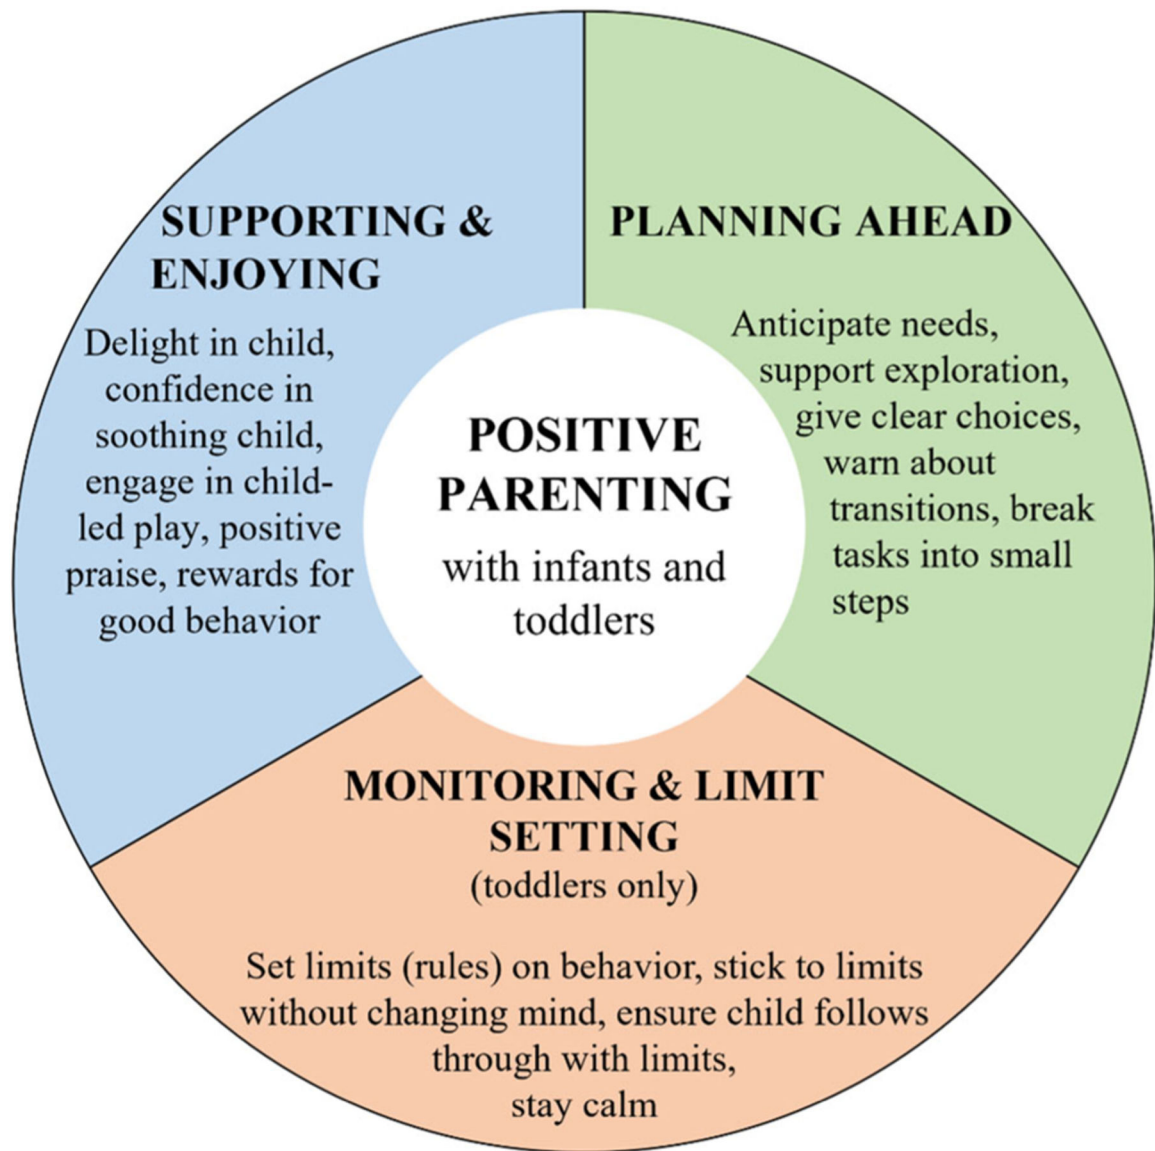 SUPPORTING &
ENJOYING
Delight in child,
confidence in
soothing child,
engage in child-
led play, positive
praise, rewards for
good behavior
PLANNING AHEAD
Anticipate needs,
support exploration,
give clear choices,
warn about
transitions, break
tasks into small
steps
POSITIVE
PARENTING
with infants and
toddlers
MONITORING & LIMIT
SETTING
(toddlers only)
Set limits (rules) on behavior, stick to limits
without changing mind, ensure child follows
through with limits,
stay calm